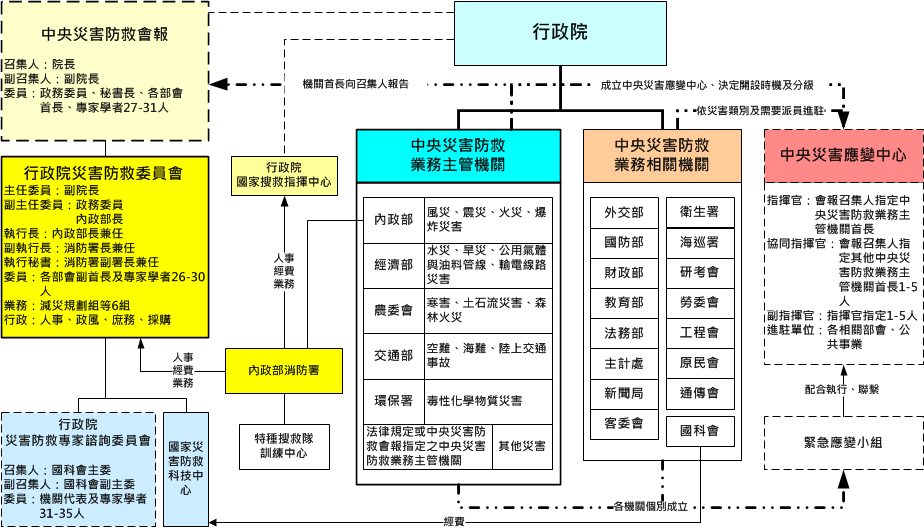 行政院
中央災害防救會報
召集人：院長
副召集人：副院長
委員：政務委員、秘書長、各部會
首長、專家學者27-31人
機關首長向召集人報告
成立中央災害應變中心、決定開設時機及分級
依災害類別及需要派員進駐
行政院災害防救委員會
主任委員：副院長
副主任委員：政務委員
內政部長
執行長：內政部長兼任
副執行長：消防署長兼任
執行秘書：消防署副署長兼任
委員：各部會副首長及專家學者26-30
人
業務：減災規劃組等6組
行政：人事、政風、庶務、採購
行政院
國家搜救指揮中心
人事
經費
業務
人事
經費
業務
內政部消防署
特種搜救隊
訓練中心
行政院
災害防救專家諮詢委員會
召集人：國科會主委
副召集人：國科會副主委
委員：機關代表及專家學者
31-35人
國家災
害防救
科技中
心
中央災害防救
業務主管機關
內政部
風災、震災、火災、爆
炸災害
經濟部
水災、旱災、公用氣體
與油料管線、輸電線路
災害
農委會
寒害、土石流災害、森
林火災
交通部
空難、海難、陸上交通
事故
環保署
毒性化學物質災害
法律規定或中央災害防
救會報指定之中央災害
防救業務主管機關
其他災害
中央災害防救
業務相關機關
外交部
國防部
財政部
教育部
法務部
主計處
新聞局
客委會
衛生署
海巡署
研考會
勞委會
工程會
原民會
通傳會
國科會
中央災害應變中心
指揮官：會報召集人指定中
央災害防救業務主
管機關首長
協同指揮官：會報召集人指
定其他中央災
害防救業務主
管機關首長1-5
人
副指揮官：指揮官指定1-5人
進駐單位：各相關部會、公
共事業
配合執行、聯繫
緊急應變小組
各機關個別成立
經費